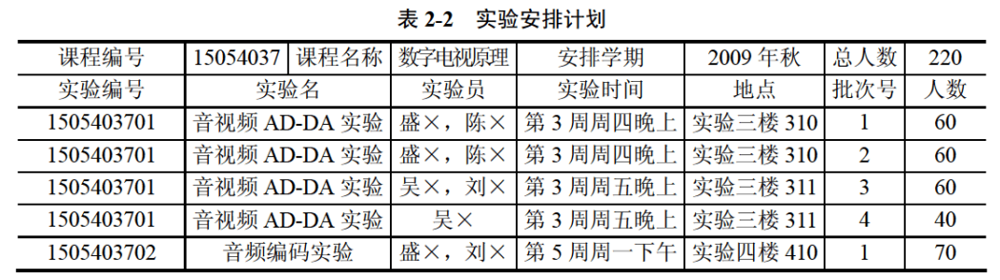 表 2-2 实验安排计划
课程编号 15054037 课程名称 数字电视原理 安排学期 2009 年秋 总人数 220
实验编号 实验名 实验员 实验时间 地点 批次号 人数
1505403701 音视频 AD-DA 实验 盛×，陈× 第 3 周周四晚上 实验三楼 310 1 60
1505403701 音视频 AD-DA 实验 盛×，陈× 第 3 周周四晚上 实验三楼 310 2 60
1505403701 音视频 AD-DA 实验 吴×，刘× 第 3 周周五晚上 实验三楼 311 3 60
1505403701 音视频 AD-DA 实验 吴× 第 3 周周五晚上 实验三楼 311 4 40
1505403702 音频编码实验 盛×，刘× 第 5 周周一下午 实验四楼 410 1 70